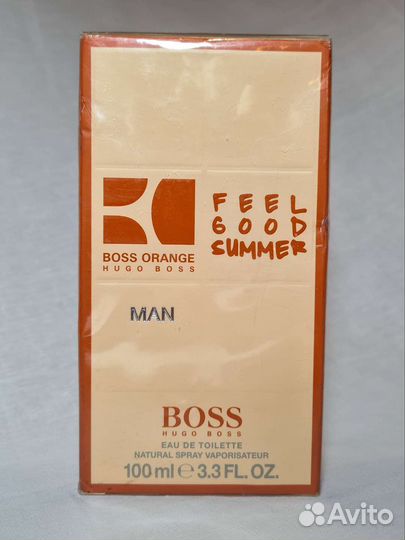 FEEL
GOOD
SUMMER
BOSS ORANGE
HUGO BOSS
MAN
BOSS
HUGO BOSS
EAU DE TOILETTE
NATURAL SPRAY VAPORISATEUR
100 ml ℮ 3.3 FL. OZ.
Avito